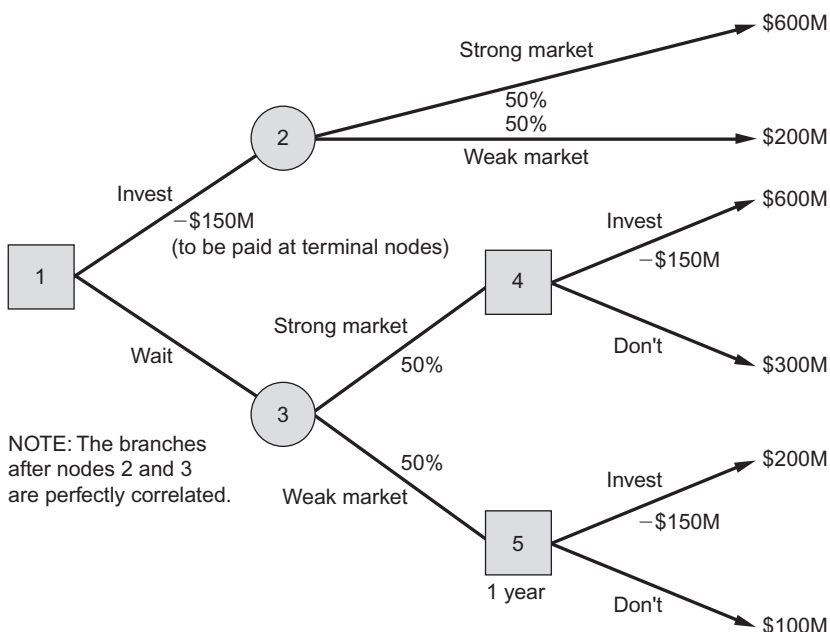 $600M
Strong market
50%
50%
2
$200M
Weak market
Invest
−$150M
(to be paid at terminal nodes)
1
Wait
$600M
Invest
4
−$150M
Strong market
50%
Don't
$300M
3
NOTE: The branches
after nodes 2 and 3
are perfectly correlated.
50%
Weak market
$200M
Invest
−$150M
5
1 year
Don't
$100M